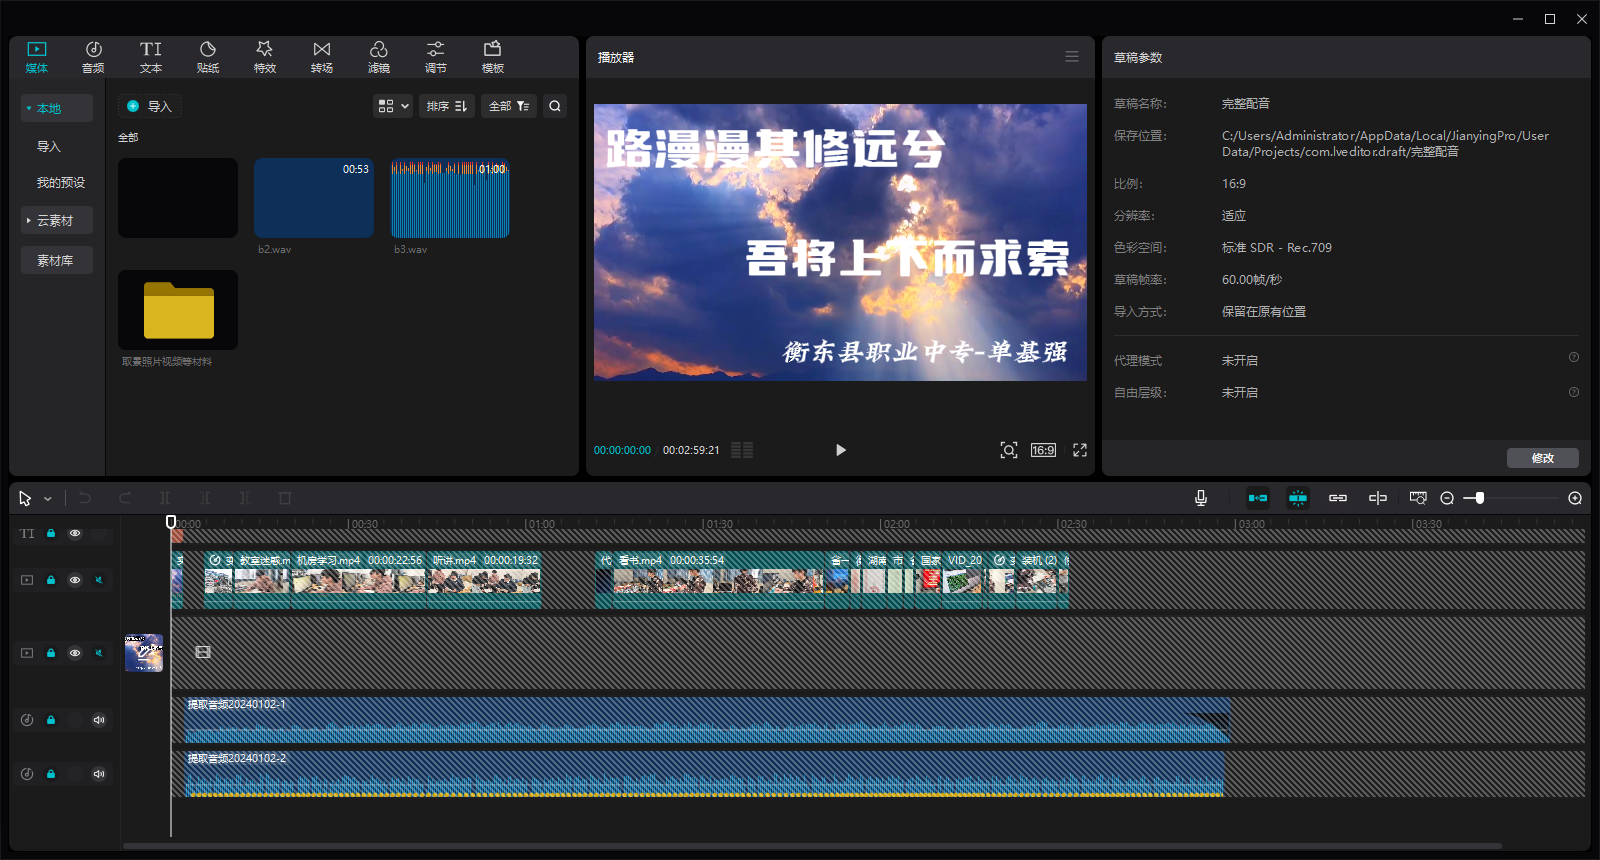 媒体 音频 TI 文本 贴纸 特效 转场 滤镜 调节 模板
本地
导入
我的预设
云素材
素材库
导入
排序
全部
全部
00:53
01:00
b2.wav
b3.wav
取景照片视频等材料
播放器
路漫漫其修远兮
吾将上下而求索
衡东县职业中专-单基强
00:00:00:00 00:02:59:21
16:9
草稿参数
草稿名称: 完整配音
保存位置: C:/Users/Administrator/AppData/Local/JianyingPro/User
Data/Projects/com.lveditor.draft/完整配音
比例: 16:9
分辨率: 适应
色彩空间: 标准 SDR - Rec.709
草稿帧率: 60.00帧/秒
导入方式: 保留在原有位置
代理模式 未开启
自由层级: 未开启
修改
00:00 00:30 01:00 01:30 02:00 02:30 03:00 03:30
TI
教室迷惑.m 机房学习.mp4 00:00:22:56 听讲.mp4 00:00:19:32 代 看书.mp4 00:00:35:54 省一 湖南 市 国家 VID_20 装机 (2)
提取音频20240102-1
提取音频20240102-2